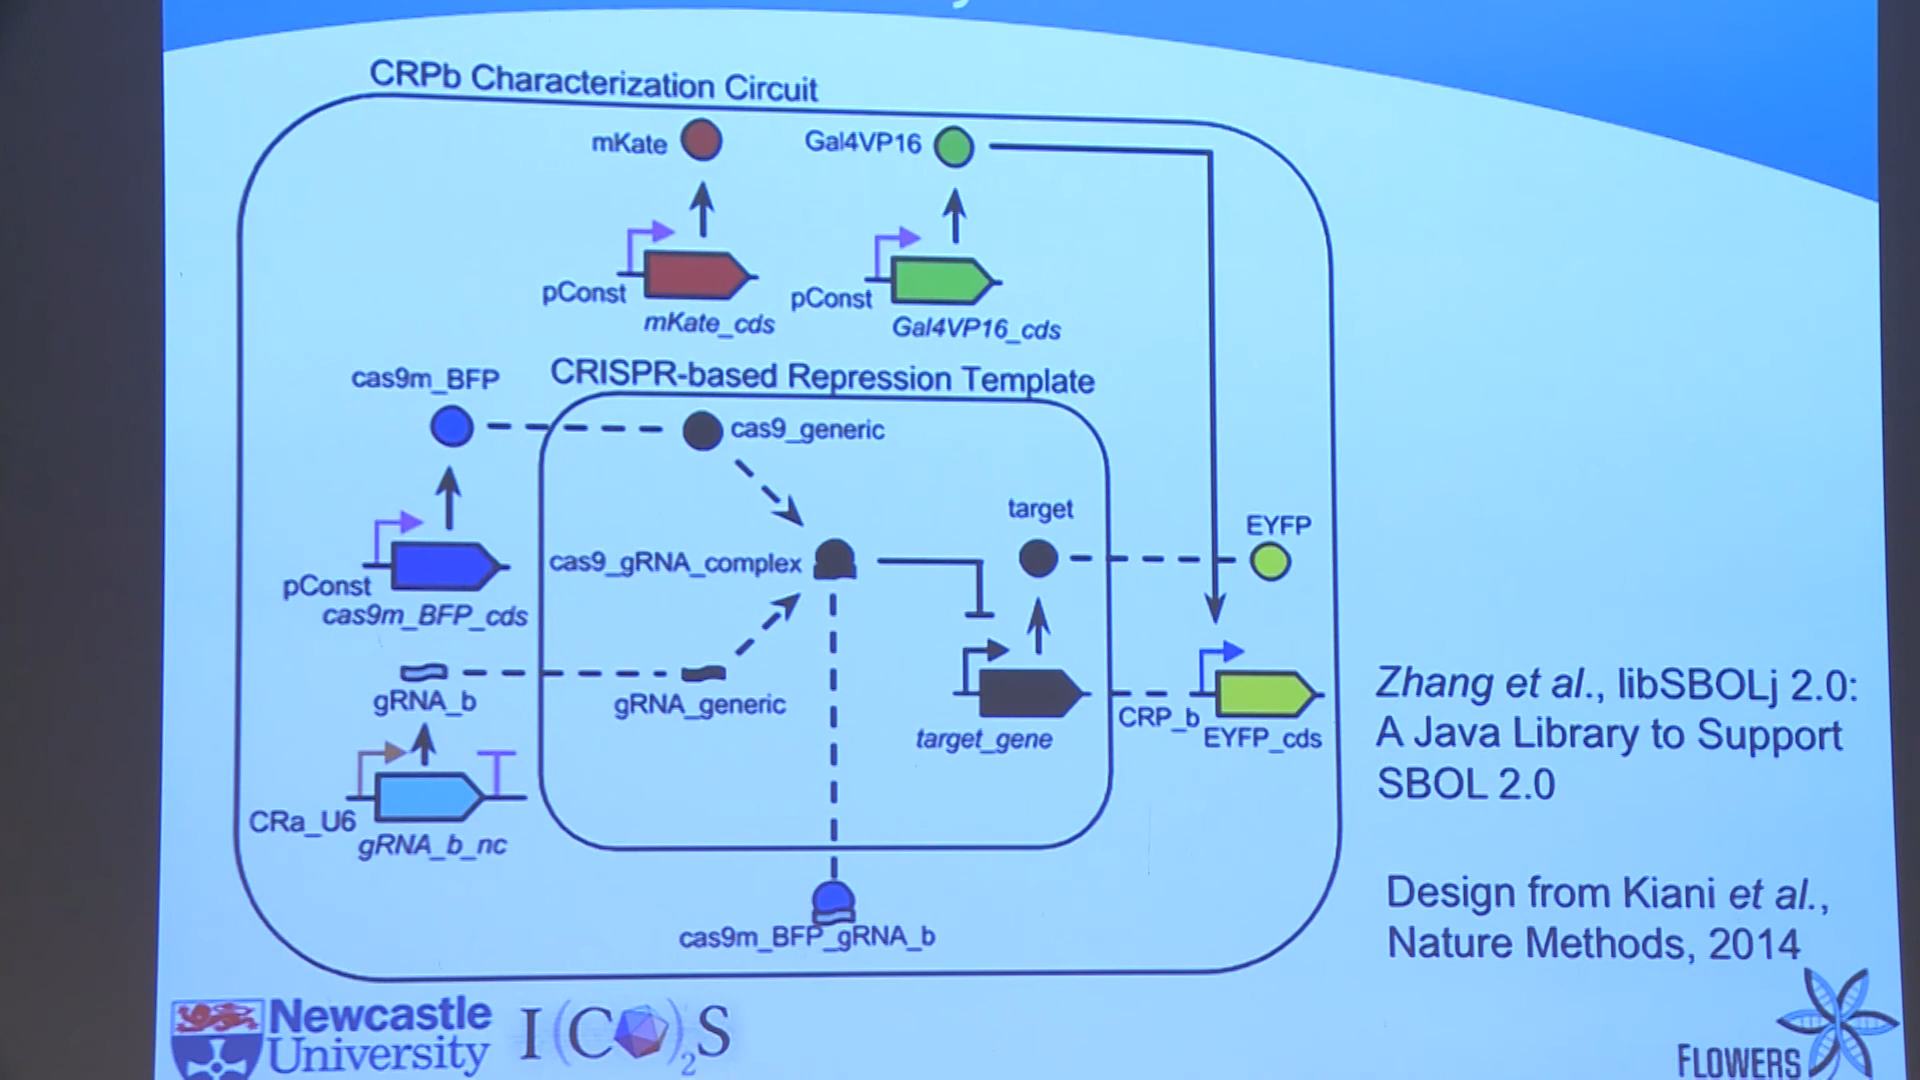 CRPb Characterization Circuit
mKate
Gal4VP16
pConst
mKate_cds
pConst
Gal4VP16_cds
cas9m_BFP
CRISPR-based Repression Template
cas9_generic
target
EYFP
cas9_gRNA_complex
pConst
cas9m_BFP_cds
gRNA_b
gRNA_generic
target_gene
CRP_b
EYFP_cds
CRa_U6
gRNA_b_nc
cas9m_BFP_gRNA_b
Zhang et al., libSBOLj 2.0:
A Java Library to Support
SBOL 2.0
Design from Kiani et al.,
Nature Methods, 2014
Newcastle
University
I(CO)2S
FLOWERS